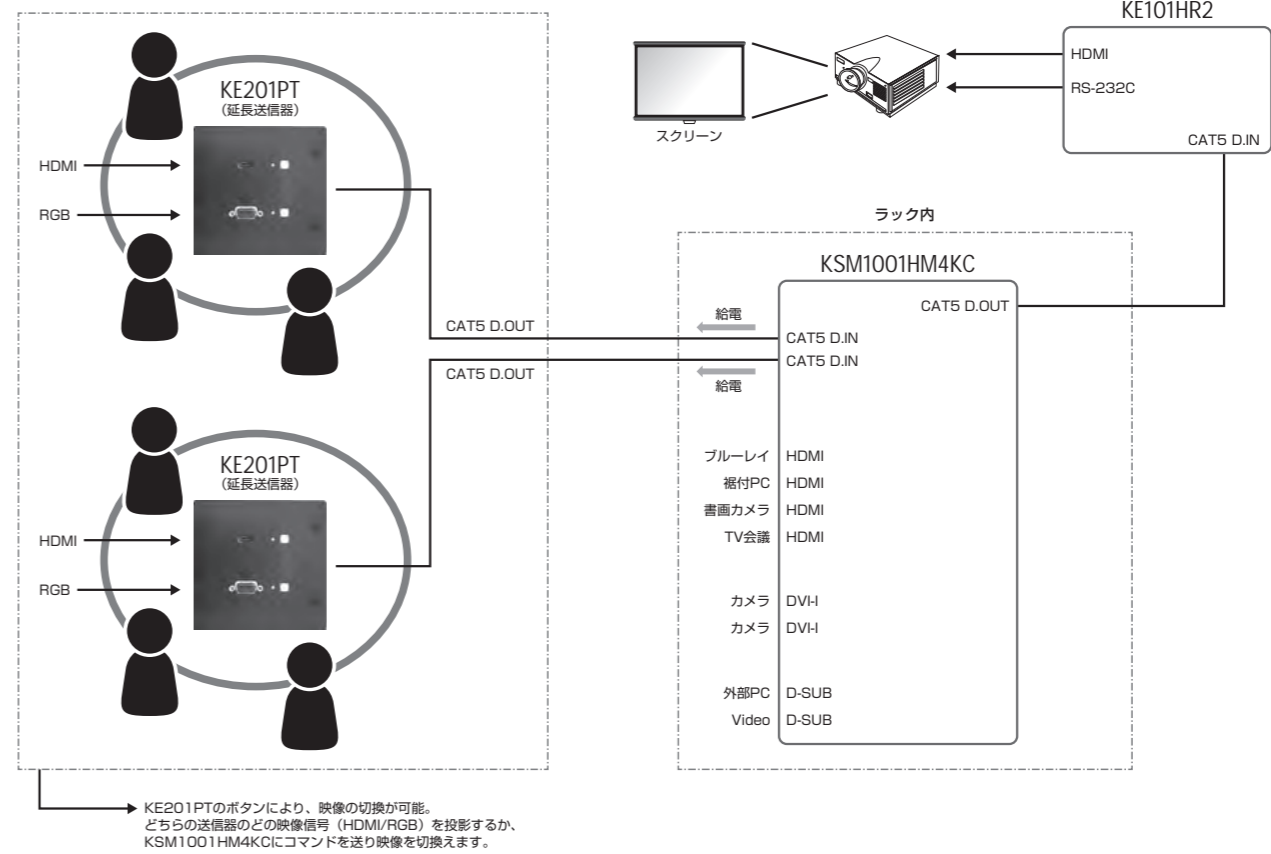 KE101HR2
HDMI
RS-232C
CAT5 D.IN
スクリーン
KE201PT
(延長送信器)
HDMI
RGB
CAT5 D.OUT
CAT5 D.OUT
KE201PT
(延長送信器)
HDMI
RGB
ラック内
KSM1001HM4KC
CAT5 D.OUT
給電
CAT5 D.IN
CAT5 D.IN
給電
ブルーレイ HDMI
裾付PC HDMI
書画カメラ HDMI
TV会議 HDMI
カメラ DVI-I
カメラ DVI-I
外部PC D-SUB
Video D-SUB
KE201PTのボタンにより、映像の切換が可能。
どちらの送信器のどの映像信号（HDMI/RGB）を投影するか、
KSM1001HM4KCにコマンドを送り映像を切換えます。